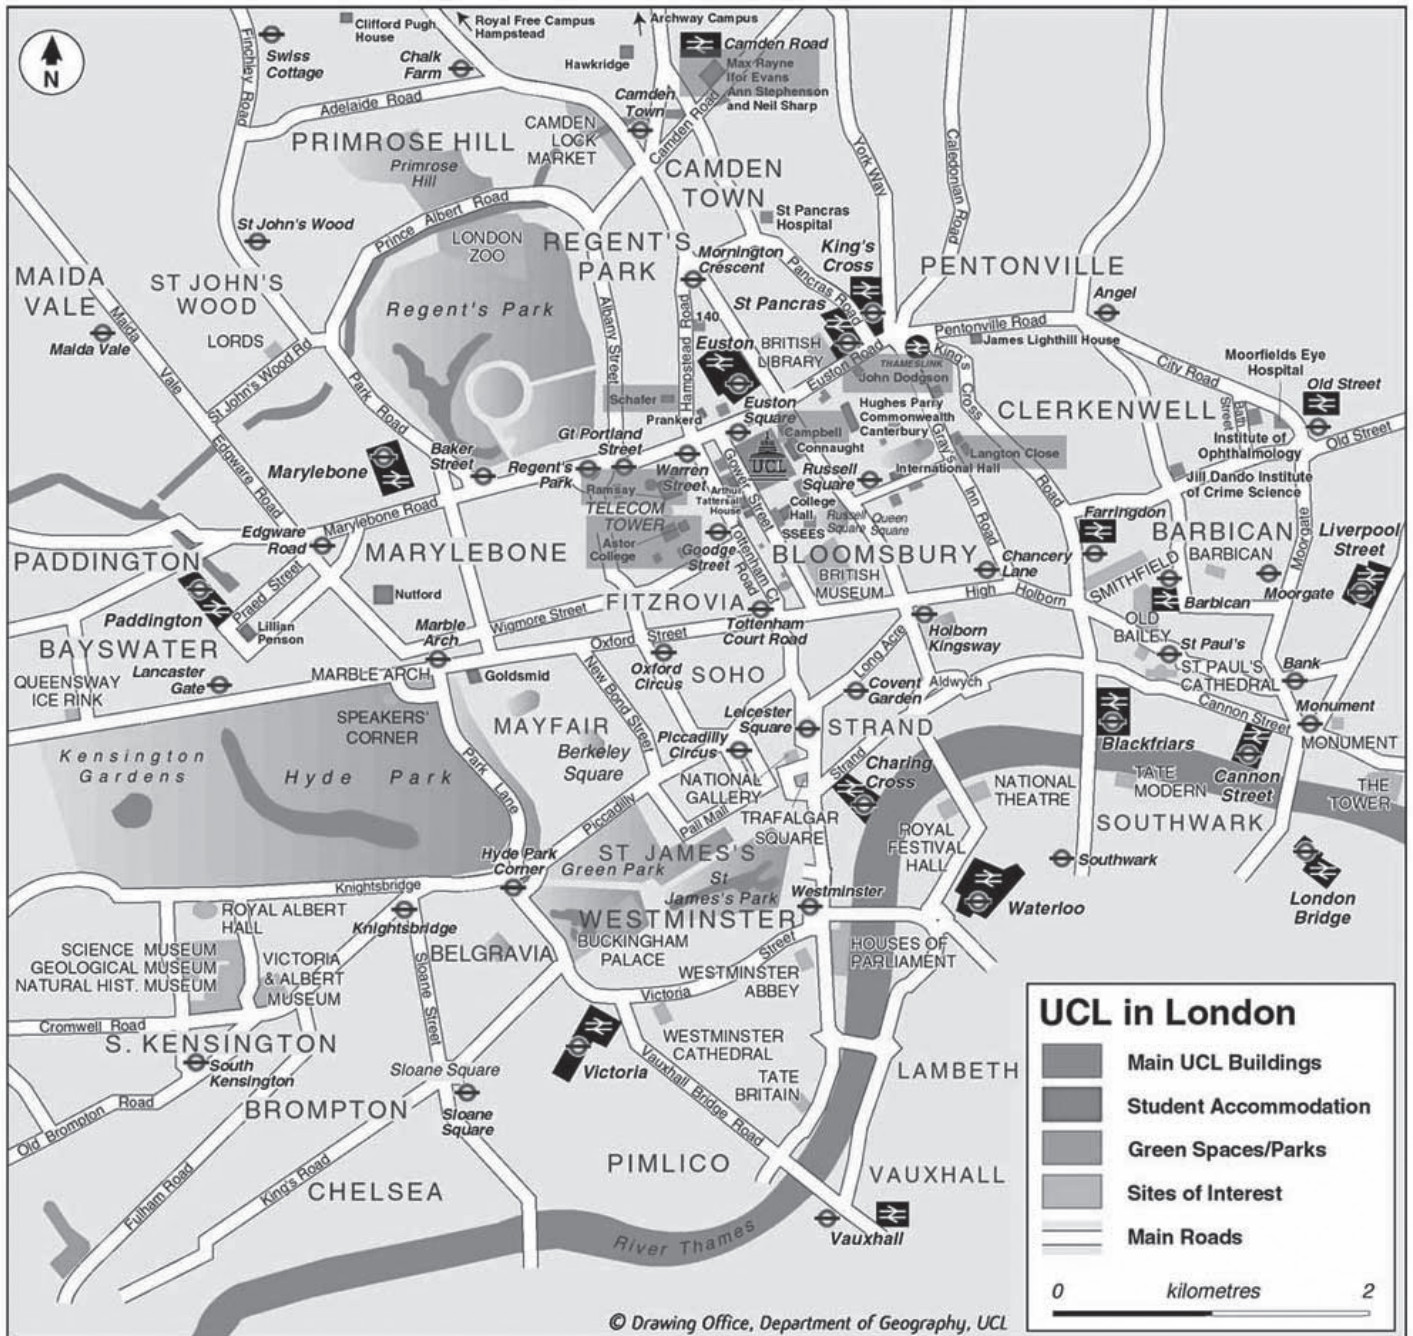 N
Finchley Road
Swiss
Cottage
Clifford Pugh
House
Royal Free Campus
Hampstead
Archway Campus
Chalk
Farm
Hawkridge
Camden Road
Max Rayne
Ifor Evans
Ann Stephenson
and Neil Sharp
Adelaide Road
Camden
Town
Camden Road
CAMDEN
LOCK
MARKET
PRIMROSE HILL
Primrose
Hill
CAMDEN
TOWN
York Way
Caledonian Road
Prince Albert Road
LONDON
ZOO
St John's Wood
REGENT'S
PARK
St Pancras
Hospital
Mornington
Crescent
King's
Cross
Pancras Road
PENTONVILLE
MAIDA
VALE
ST JOHN'S
WOOD
Regent's Park
St Pancras
Angel
Maida Vale
Maida
Vale
LORDS
St John's Wood Rd
Albany Street
Hampstead Road
140
Euston
BRITISH
LIBRARY
Euston Road
THAMESLINK
John Dodgson
Pentonville Road
James Lighthill House
King's
Cross
Road
City Road
Moorfields Eye
Hospital
Old Street
Bath
Street
Old Street
Park Road
Schafer
Prankerd
Euston
Square
Hughes Parry
Commonwealth
Canterbury
CLERKENWELL
Institute of
Ophthalmology
Edgware Road
Marylebone
Baker
Street
Regent's
Park
Gt Portland
Street
Warren
Street
Gower Street
UCL
Campbell
Connaught
Russell
Square
Gray's
Inn Road
International Hall
Langton Close
Jill Dando Institute
of Crime Science
Ramsay
TELECOM
TOWER
Arthur
Tattersall
House
College
Hall
SSEES
Russell
Square
Queen
Square
Farringdon
Edgware
Road
Marylebone Road
MARYLEBONE
Astor
College
Goodge
Street
Tottenham Ct
Road
BLOOMSBURY
BRITISH
MUSEUM
Chancery
Lane
BARBICAN
BARBICAN
Moorgate
Liverpool
Street
PADDINGTON
Praed Street
Nutford
Wigmore Street
FITZROVIA
High
Holborn
SMITHFIELD
Barbican
Moorgate
Paddington
Lillian
Penson
Marble
Arch
Oxford
Street
Tottenham
Court Road
Holborn
Kingsway
OLD
BAILEY
St Paul's
BAYSWATER
Lancaster
Gate
MARBLE ARCH
Goldsmid
New Bond Street
Oxford
Circus
SOHO
Long Acre
Covent
Garden
Aldwych
ST PAUL'S
CATHEDRAL
Bank
QUEENSWAY
ICE RINK
SPEAKERS'
CORNER
MAYFAIR
Berkeley
Square
Leicester
Square
STRAND
Cannon Street
Monument
MONUMENT
Kensington
Gardens
Hyde Park
Park Lane
Piccadilly
Circus
NATIONAL
GALLERY
Strand
Charing
Cross
Blackfriars
Cannon
Street
NATIONAL
THEATRE
TATE
MODERN
THE
TOWER
Piccadilly
Pall Mall
TRAFALGAR
SQUARE
ROYAL
FESTIVAL
HALL
SOUTHWARK
Hyde Park
Corner
ST JAMES'S
Green Park
St
James's Park
Southwark
Knightsbridge
Westminster
Waterloo
London
Bridge
ROYAL ALBERT
HALL
Knightsbridge
WESTMINSTER
BUCKINGHAM
PALACE
Street
HOUSES OF
PARLIAMENT
SCIENCE MUSEUM
GEOLOGICAL MUSEUM
NATURAL HIST. MUSEUM
VICTORIA
& ALBERT
MUSEUM
BELGRAVIA
Sloane Street
WESTMINSTER
ABBEY
Victoria
Cromwell Road
S. KENSINGTON
South
Kensington
Sloane Square
Victoria
WESTMINSTER
CATHEDRAL
Vauxhall Bridge Road
TATE
BRITAIN
LAMBETH
Old Brompton Road
BROMPTON
Sloane
Square
PIMLICO
VAUXHALL
Fulham Road
King's Road
CHELSEA
River Thames
Vauxhall
UCL in London
Main UCL Buildings
Student Accommodation
Green Spaces/Parks
Sites of Interest
Main Roads
0 kilometres 2
© Drawing Office, Department of Geography, UCL